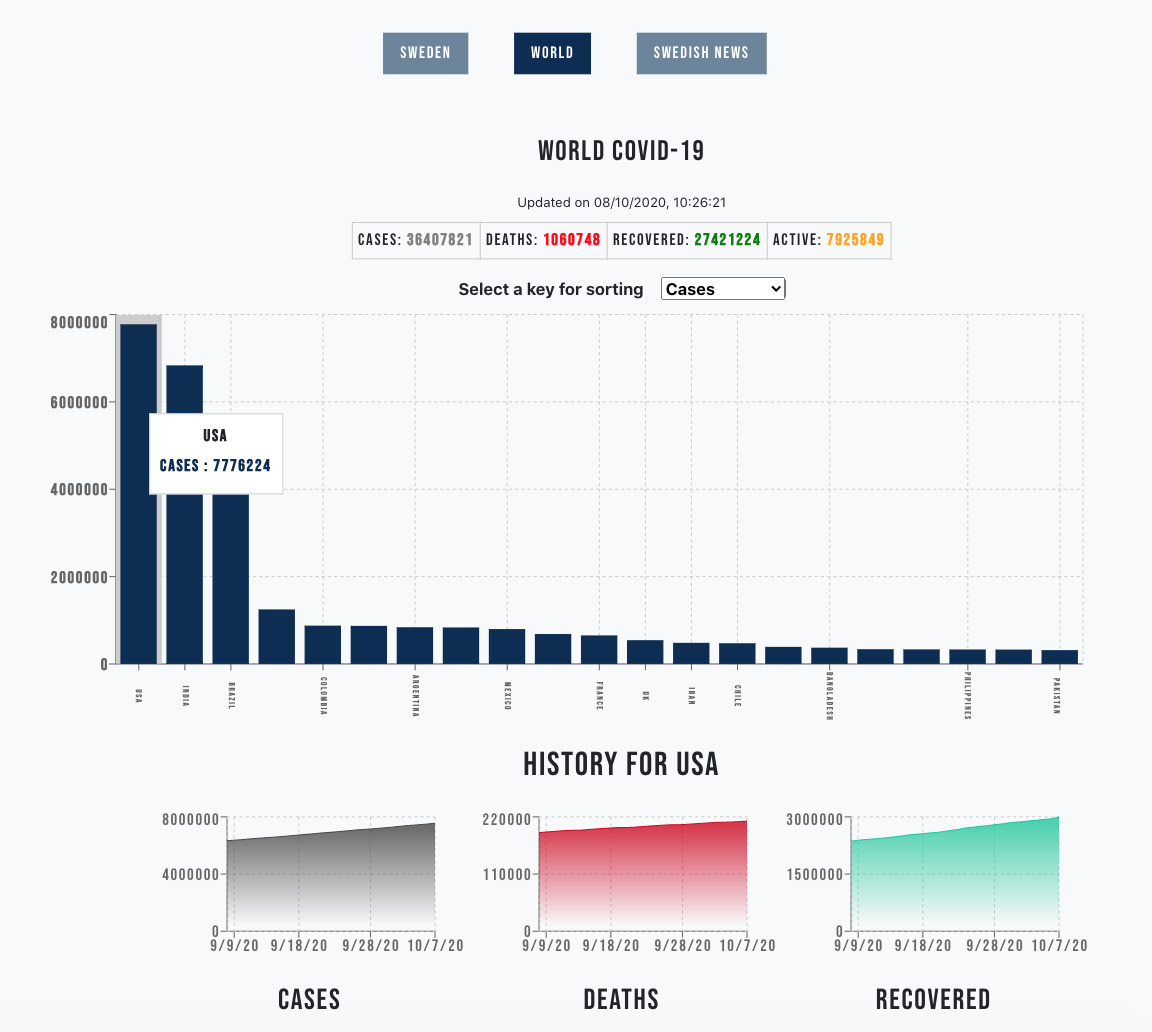 SWEDEN WORLD SWEDISH NEWS
WORLD COVID-19
Updated on 08/10/2020, 10:26:21
CASES: 36407821 DEATHS: 1060748 RECOVERED: 27421224 ACTIVE: 7925849
Select a key for sorting Cases
8000000
6000000
4000000
2000000
0
USA
CASES : 7776224
USA INDIA BRAZIL COLOMBIA ARGENTINA MEXICO FRANCE UK IRAN CHILE BANGLADESH PHILIPPINES PAKISTAN
HISTORY FOR USA
8000000
4000000
0
9/9/20 9/18/20 9/28/20 10/7/20
CASES
220000
110000
0
9/9/20 9/18/20 9/28/20 10/7/20
DEATHS
3000000
1500000
0
9/9/20 9/18/20 9/28/20 10/7/20
RECOVERED